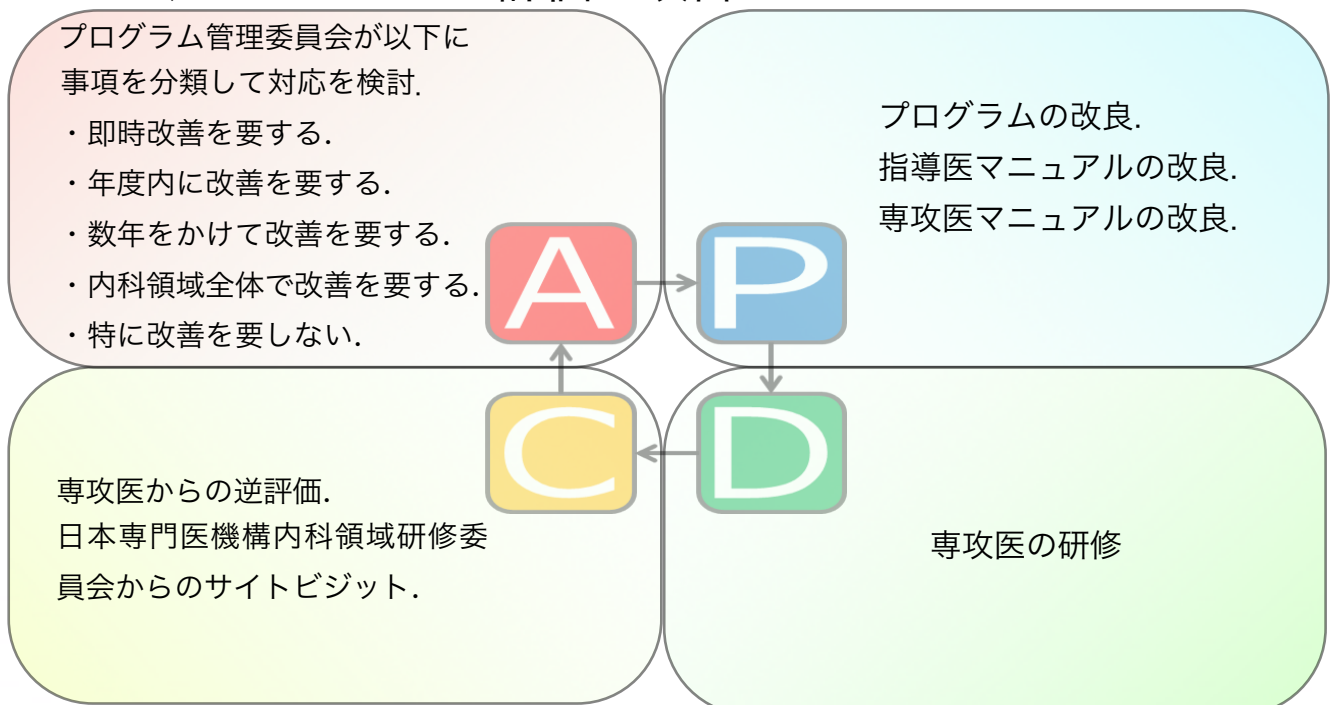 プログラム管理委員会が以下に
事項を分類して対応を検討.
・即時改善を要する.
・年度内に改善を要する.
・数年をかけて改善を要する.
・内科領域全体で改善を要する.
・特に改善を要しない.
A
プログラムの改良.
指導医マニュアルの改良.
専攻医マニュアルの改良.
P
専攻医からの逆評価.
日本専門医機構内科領域研修委
員会からのサイトビジット.
C
D
専攻医の研修